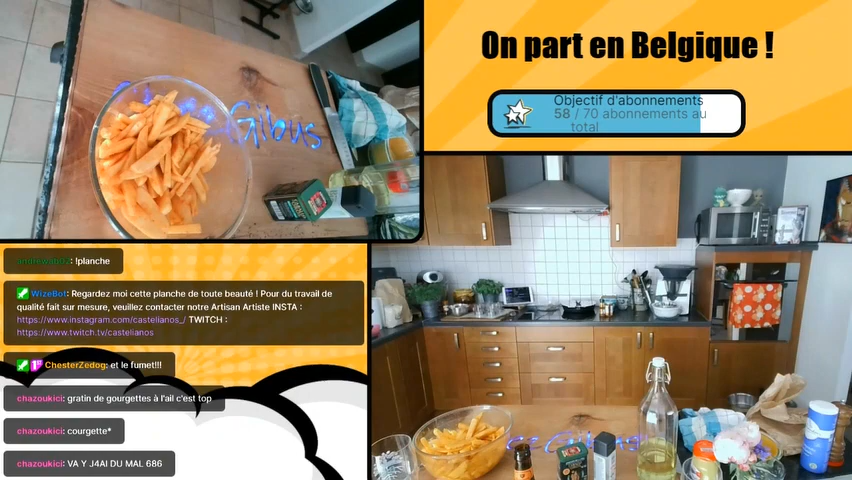 On part en Belgique !
Objectif d'abonnements
58 / 70 abonnements au
total
Gibus
!planche
WizeBot: Regardez moi cette planche de toute beauté ! Pour du travail de
qualité fait sur mesure, veuillez contacter notre Artisan Artiste INSTA :
https://www.instagram.com/castelianos_/ TWITCH :
https://www.twitch.tv/castelianos
ChesterZedog: et le fumet!!!
chazoukici: gratin de gourgettes à l'ail c'est top
chazoukici: courgette*
chazoukici: VA Y J4AI DU MAL 686